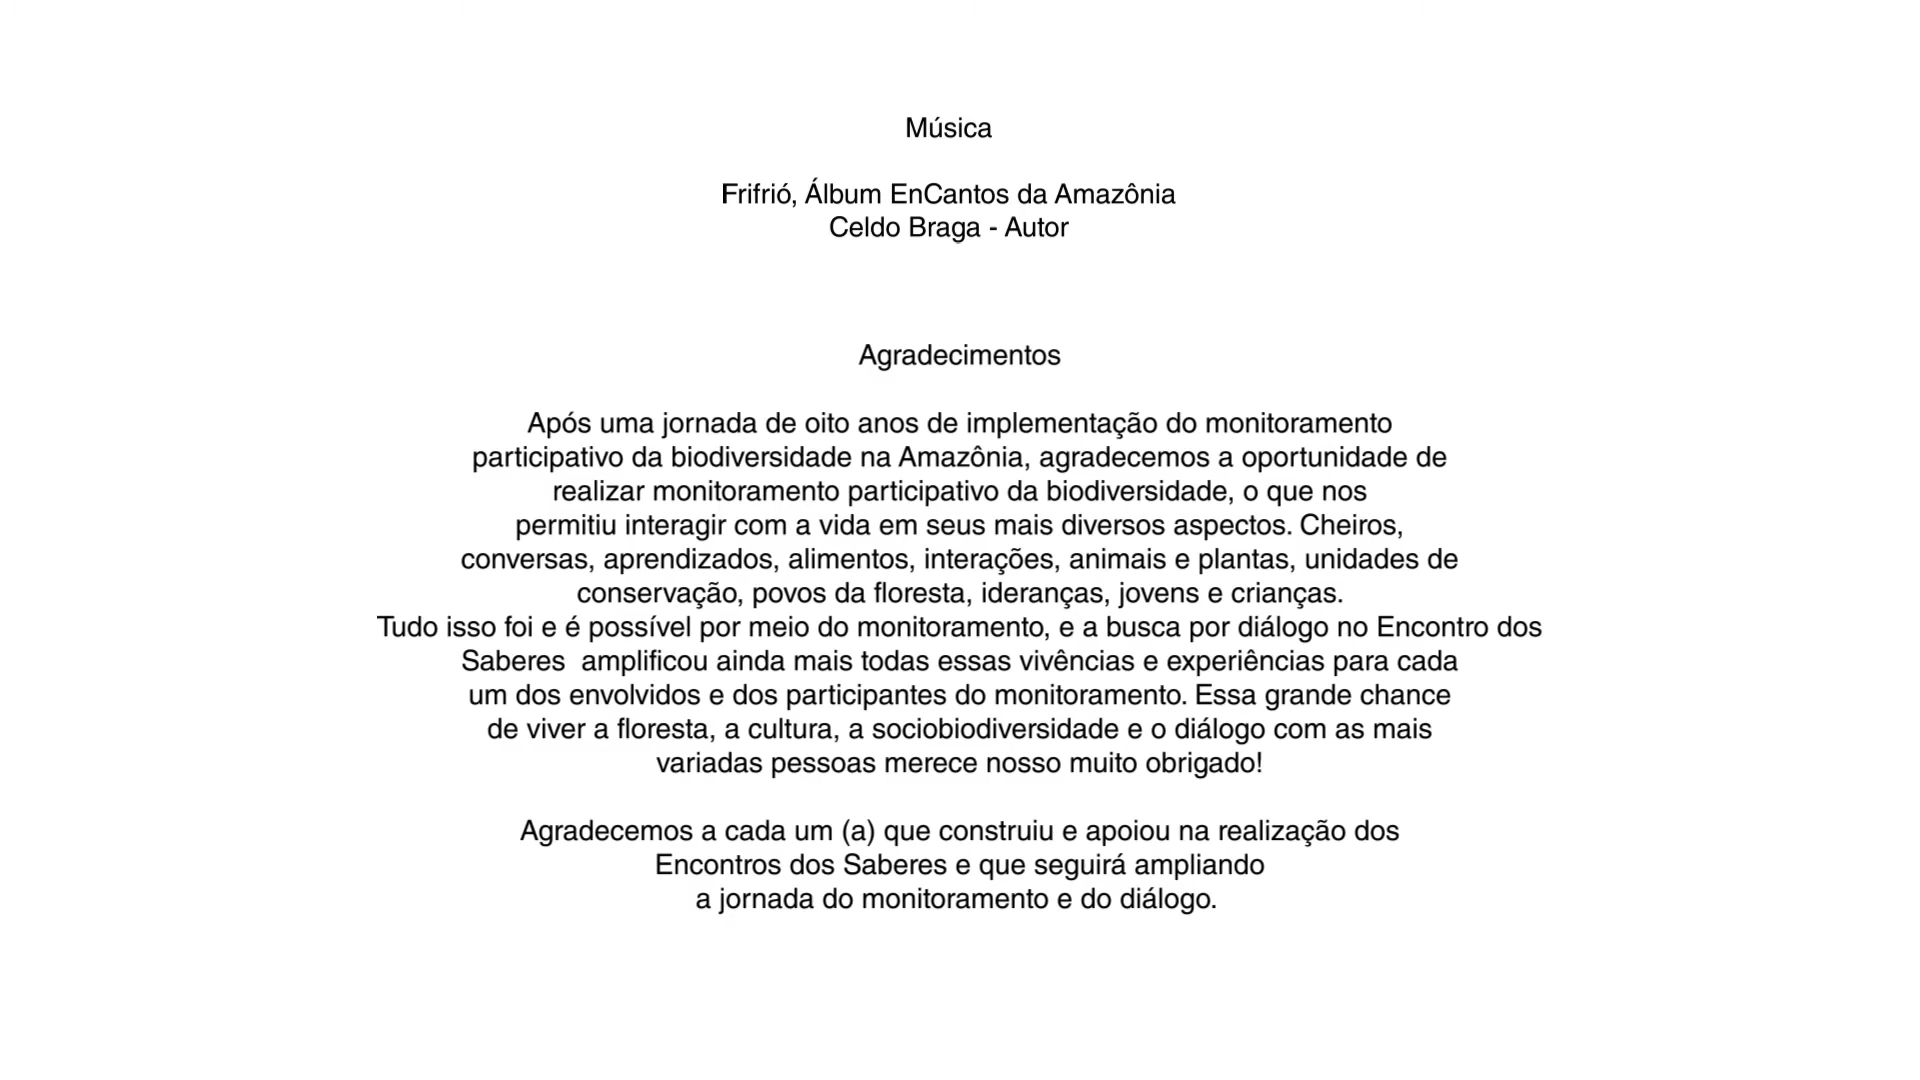 Música
Frifrió, Álbum EnCantos da Amazônia
Celdo Braga - Autor
Agradecimentos
Após uma jornada de oito anos de implementação do monitoramento
participativo da biodiversidade na Amazônia, agradecemos a oportunidade de
realizar monitoramento participativo da biodiversidade, o que nos
permitiu interagir com a vida em seus mais diversos aspectos. Cheiros,
conversas, aprendizados, alimentos, interações, animais e plantas, unidades de
conservação, povos da floresta, ideranças, jovens e crianças.
Tudo isso foi e é possível por meio do monitoramento, e a busca por diálogo no Encontro dos
Saberes  amplificou ainda mais todas essas vivências e experiências para cada
um dos envolvidos e dos participantes do monitoramento. Essa grande chance
de viver a floresta, a cultura, a sociobiodiversidade e o diálogo com as mais
variadas pessoas merece nosso muito obrigado!
Agradecemos a cada um (a) que construiu e apoiou na realização dos
Encontros dos Saberes e que seguirá ampliando
a jornada do monitoramento e do diálogo.